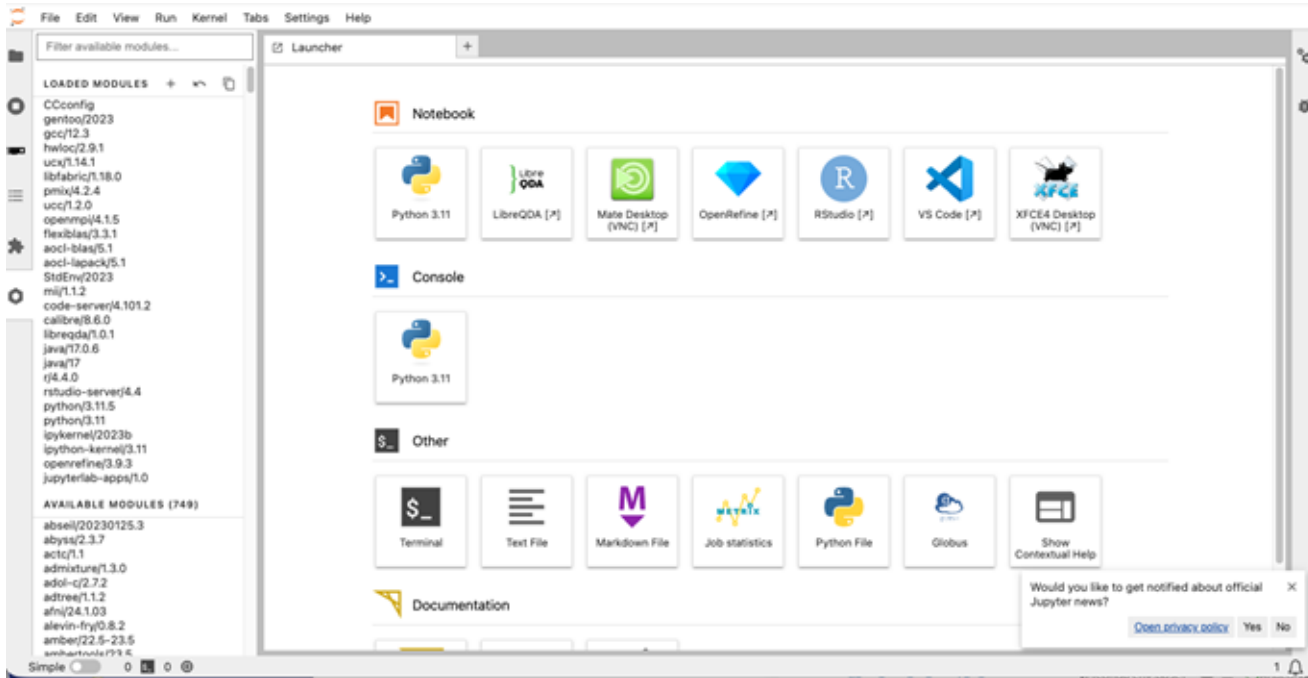 File Edit View Run Kernel Tabs Settings Help
Filter available modules...
LOADED MODULES
CCconfig
gentoo/2023
gcc/12.3
hwloc/2.9.1
ucx/1.14.1
libfabric/1.18.0
pmix/4.2.4
ucc/1.2.0
openmpi/4.1.5
flexiblas/3.3.1
aocl-blas/5.1
aocl-lapack/5.1
StdEnv/2023
mii/1.1.2
code-server/4.101.2
calibre/8.6.0
libreqda/1.0.1
java/17.0.6
java/17
r/4.4.0
rstudio-server/4.4
python/3.11.5
python/3.11
ipykernel/2023b
ipython-kernel/3.11
openrefine/3.9.3
jupyterlab-apps/1.0
AVAILABLE MODULES (749)
abseil/20230125.3
abyss/2.3.7
actc/1.1
admixture/1.3.0
adol-c/2.7.2
adtree/1.1.2
afni/24.1.03
alevin-fry/0.8.2
amber/22.5-23.5
ambertools/23.5
Launcher +
Notebook
Python 3.11
Libre
QDA
LibreQDA [↗]
Mate Desktop
(VNC) [↗]
OpenRefine [↗]
R
RStudio [↗]
VS Code [↗]
XFCE
XFCE4 Desktop
(VNC) [↗]
>_ Console
Python 3.11
$_ Other
$_
Terminal
Text File
M
Markdown File
METRIX
Job statistics
Python File
Globus
Show
Contextual Help
Documentation
Would you like to get notified about official
Jupyter news?
Open privacy policy Yes No
Simple 0 $_ 0 1